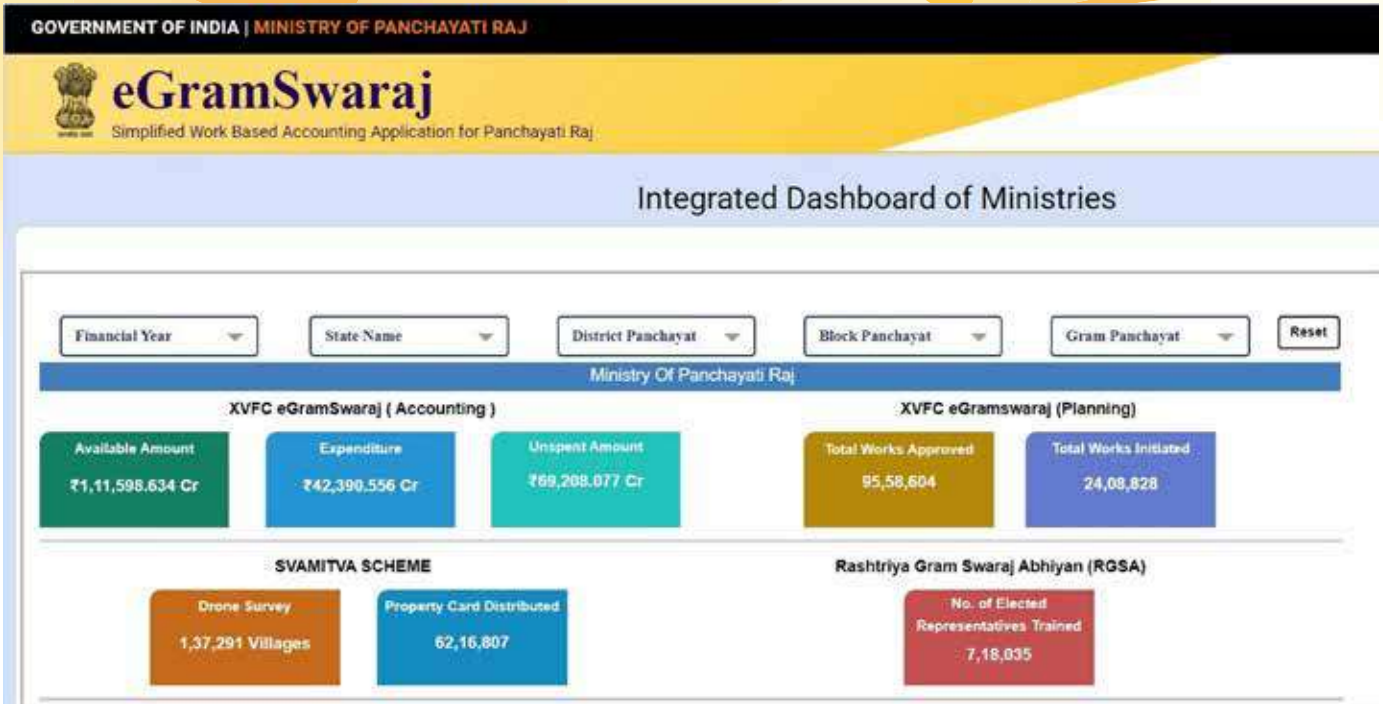 GOVERNMENT OF INDIA | MINISTRY OF PANCHAYATI RAJ
eGramSwaraj
Simplified Work Based Accounting Application for Panchayati Raj
Integrated Dashboard of Ministries
Financial Year
State Name
District Panchayat
Block Panchayat
Gram Panchayat
Reset
Ministry Of Panchayati Raj
XVFC eGramSwaraj ( Accounting )
Available Amount
₹1,11,598.634 Cr
Expenditure
₹42,390.556 Cr
Unspent Amount
₹69,208.077 Cr
XVFC eGramswaraj (Planning)
Total Works Approved
95,58,604
Total Works Initiated
24,08,828
SVAMITVA SCHEME
Drone Survey
1,37,291 Villages
Property Card Distributed
62,16,807
Rashtriya Gram Swaraj Abhiyan (RGSA)
No. of Elected
Representatives Trained
7,18,035